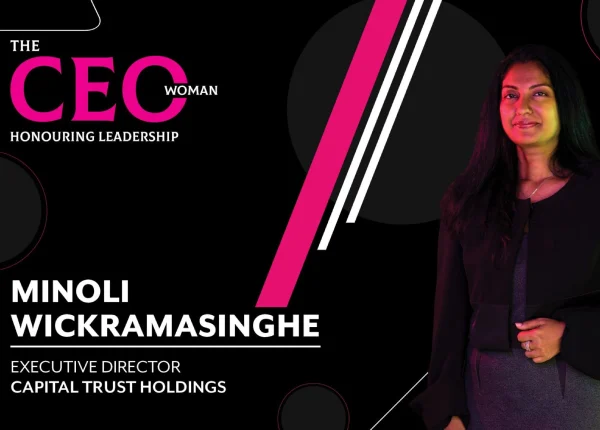 THE
CEO WOMAN
HONOURING LEADERSHIP
MINOLI
WICKRAMASINGHE
EXECUTIVE DIRECTOR
CAPITAL TRUST HOLDINGS